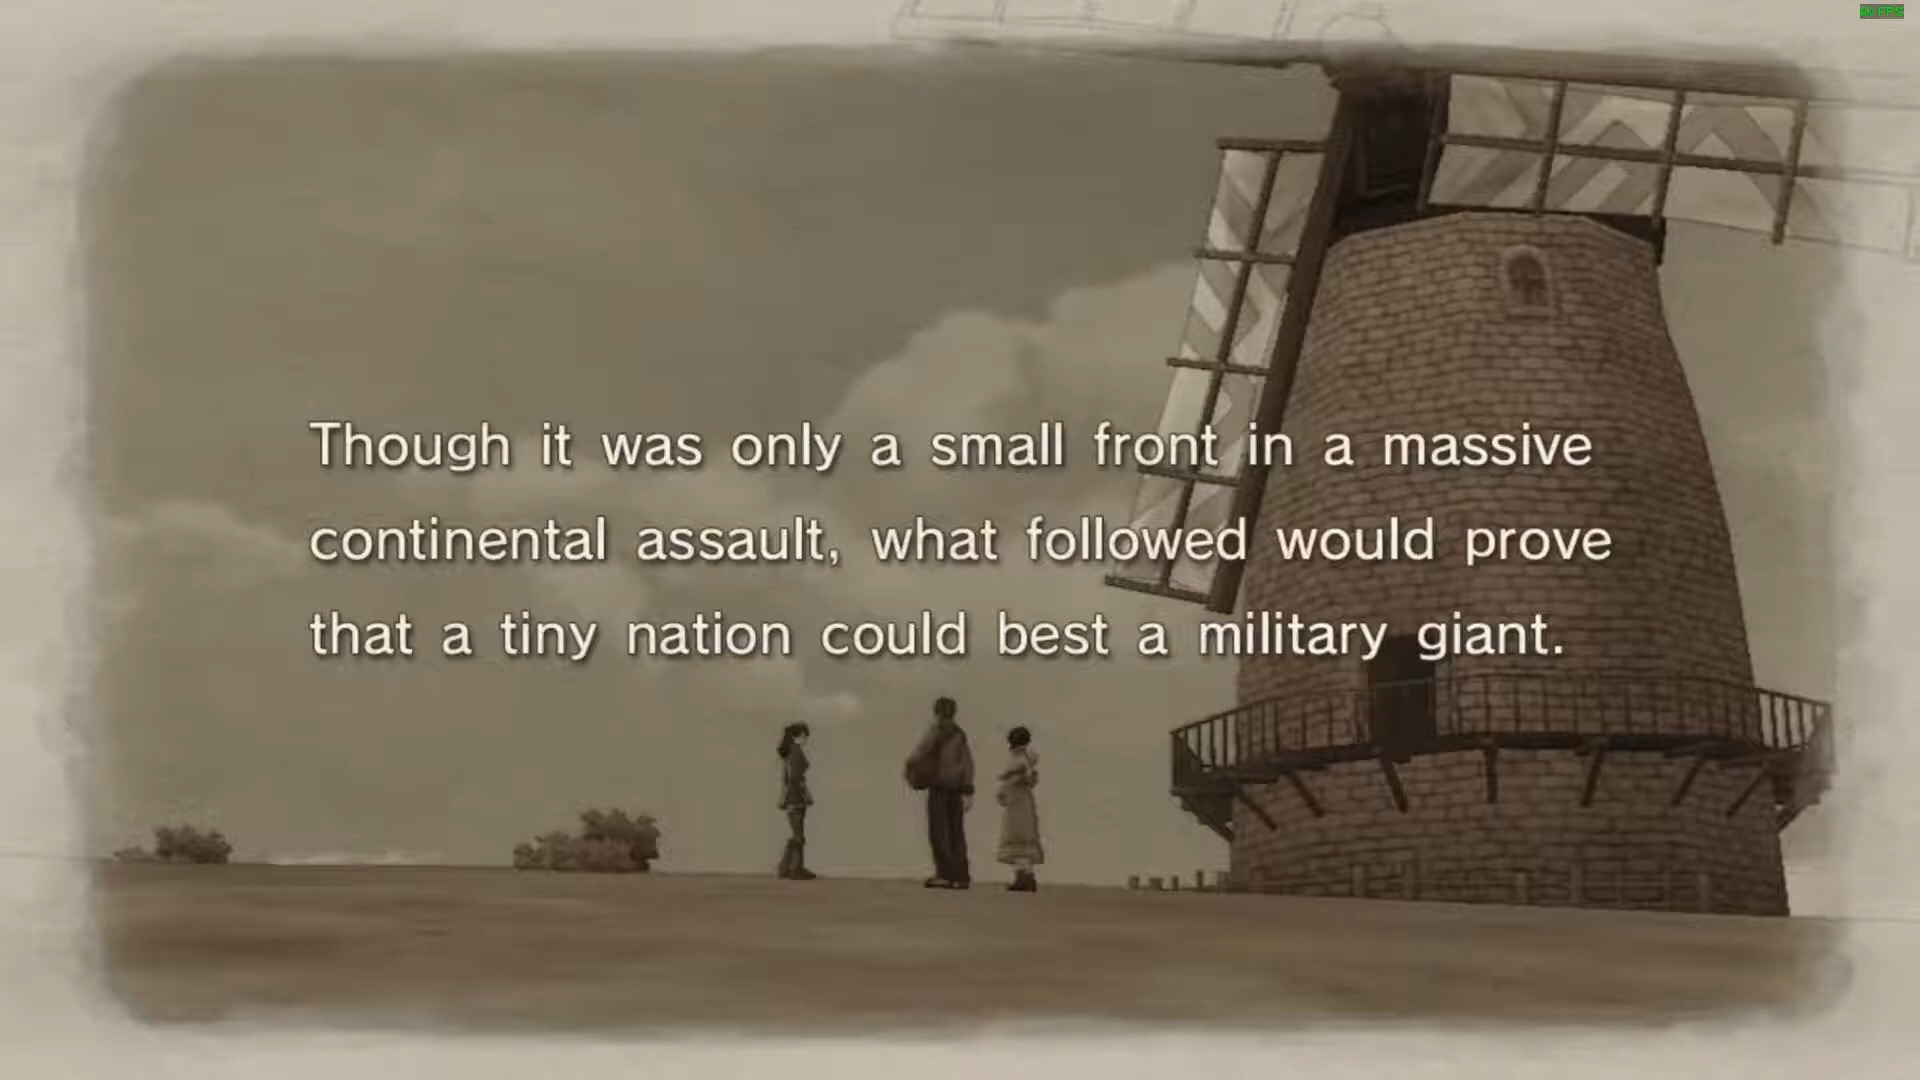 Though it was only a small front in a massive
continental assault, what followed would prove
that a tiny nation could best a military giant.